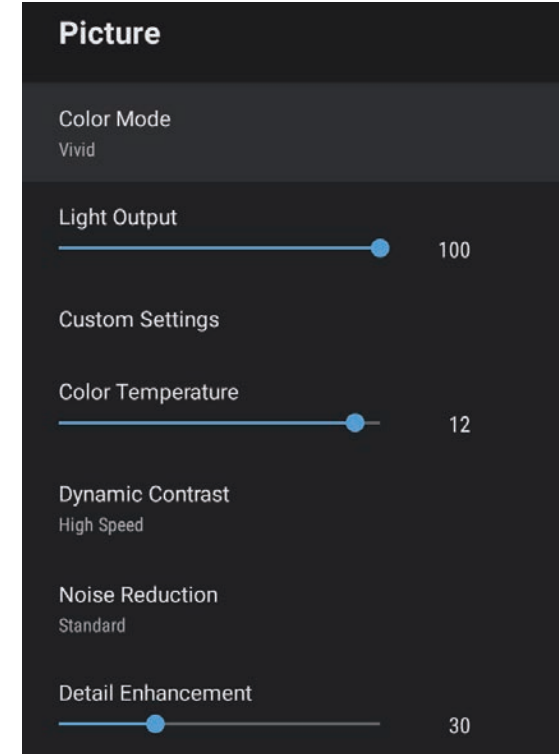 Picture
Color Mode
Vivid
Light Output
100
Custom Settings
Color Temperature
12
Dynamic Contrast
High Speed
Noise Reduction
Standard
Detail Enhancement
30